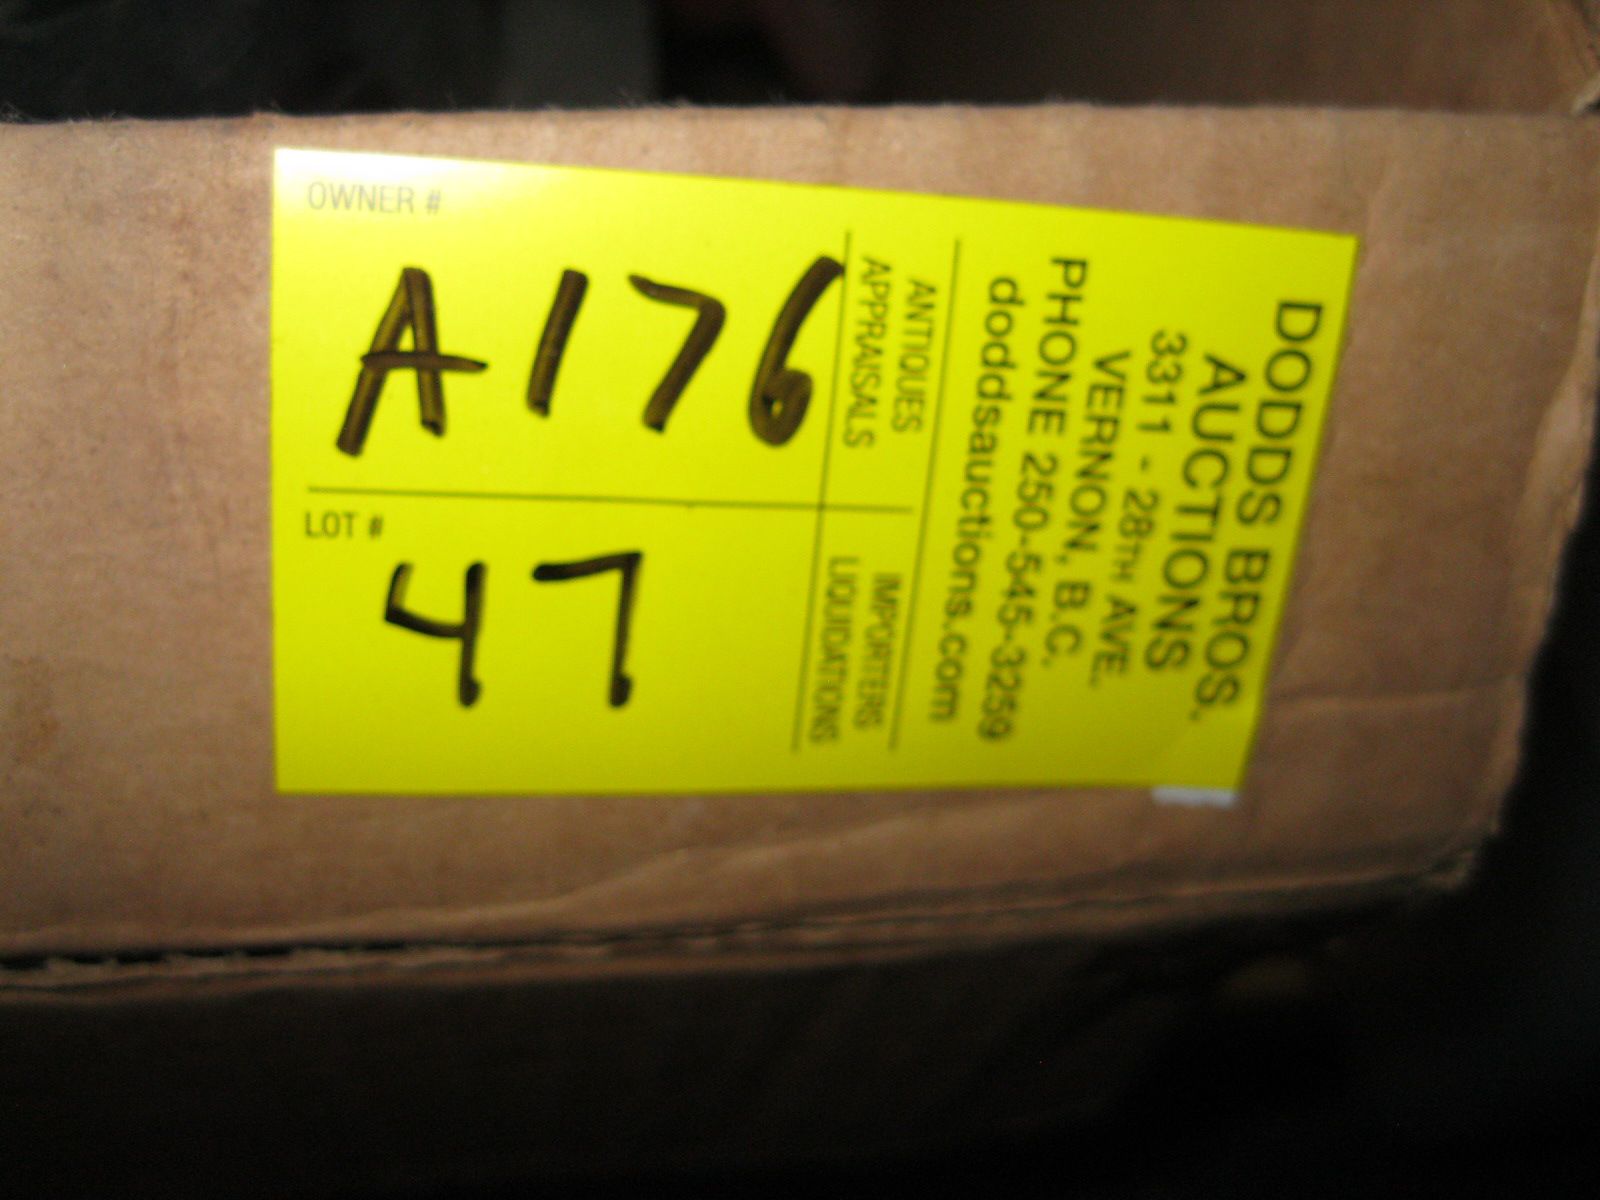 OWNER #
A176
LOT #
47
ANTIQUES
APPRAISALS
IMPORTERS
LIQUIDATIONS
DODDS BROS.
AUCTIONS
3311 - 28TH AVE.
VERNON, B.C.
PHONE 250-545-3259
doddsauctions.com